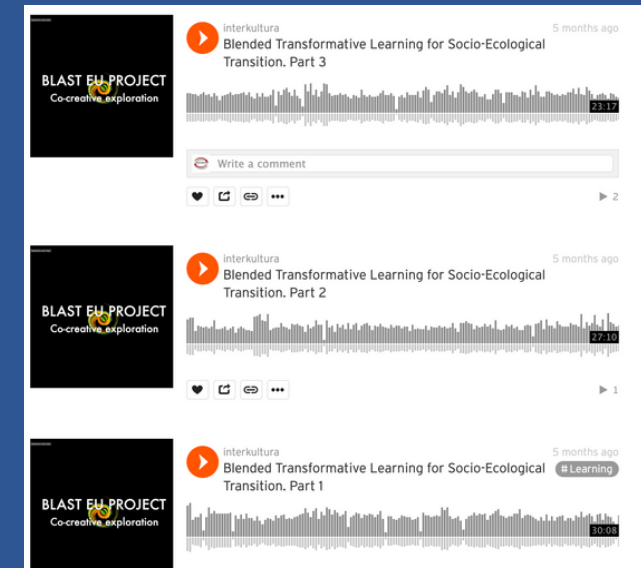 interkultura 5 months ago
Blended Transformative Learning for Socio-Ecological
Transition. Part 3
BLAST EU PROJECT
Co-creative exploration
23:17
Write a comment
2
interkultura 5 months ago
Blended Transformative Learning for Socio-Ecological
Transition. Part 2
BLAST EU PROJECT
Co-creative exploration
27:10
1
interkultura 5 months ago
Blended Transformative Learning for Socio-Ecological # Learning
Transition. Part 1
BLAST EU PROJECT
Co-creative exploration
30:08